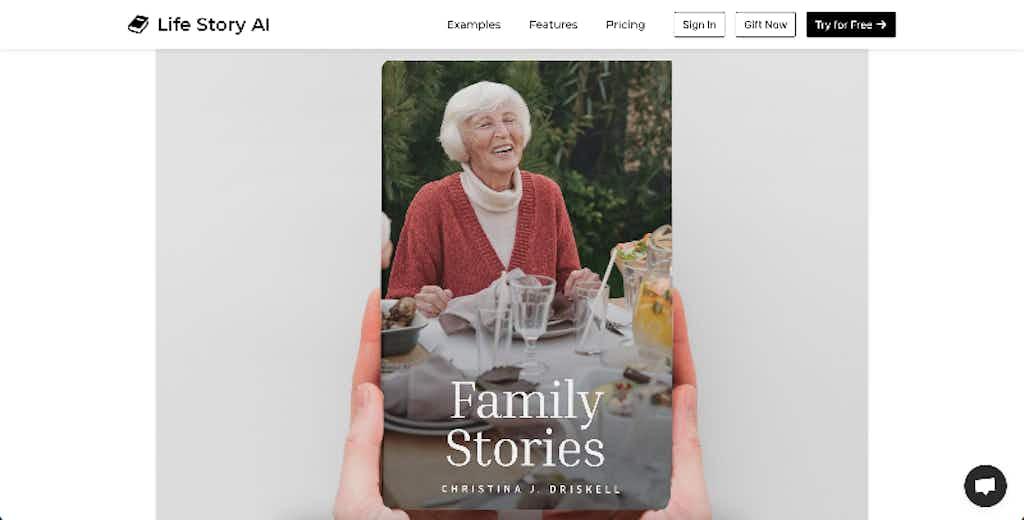 Life Story AI
Examples
Features
Pricing
Sign In
Gift Now
Try for Free →
Family
Stories
CHRISTINA J. DRISKELL